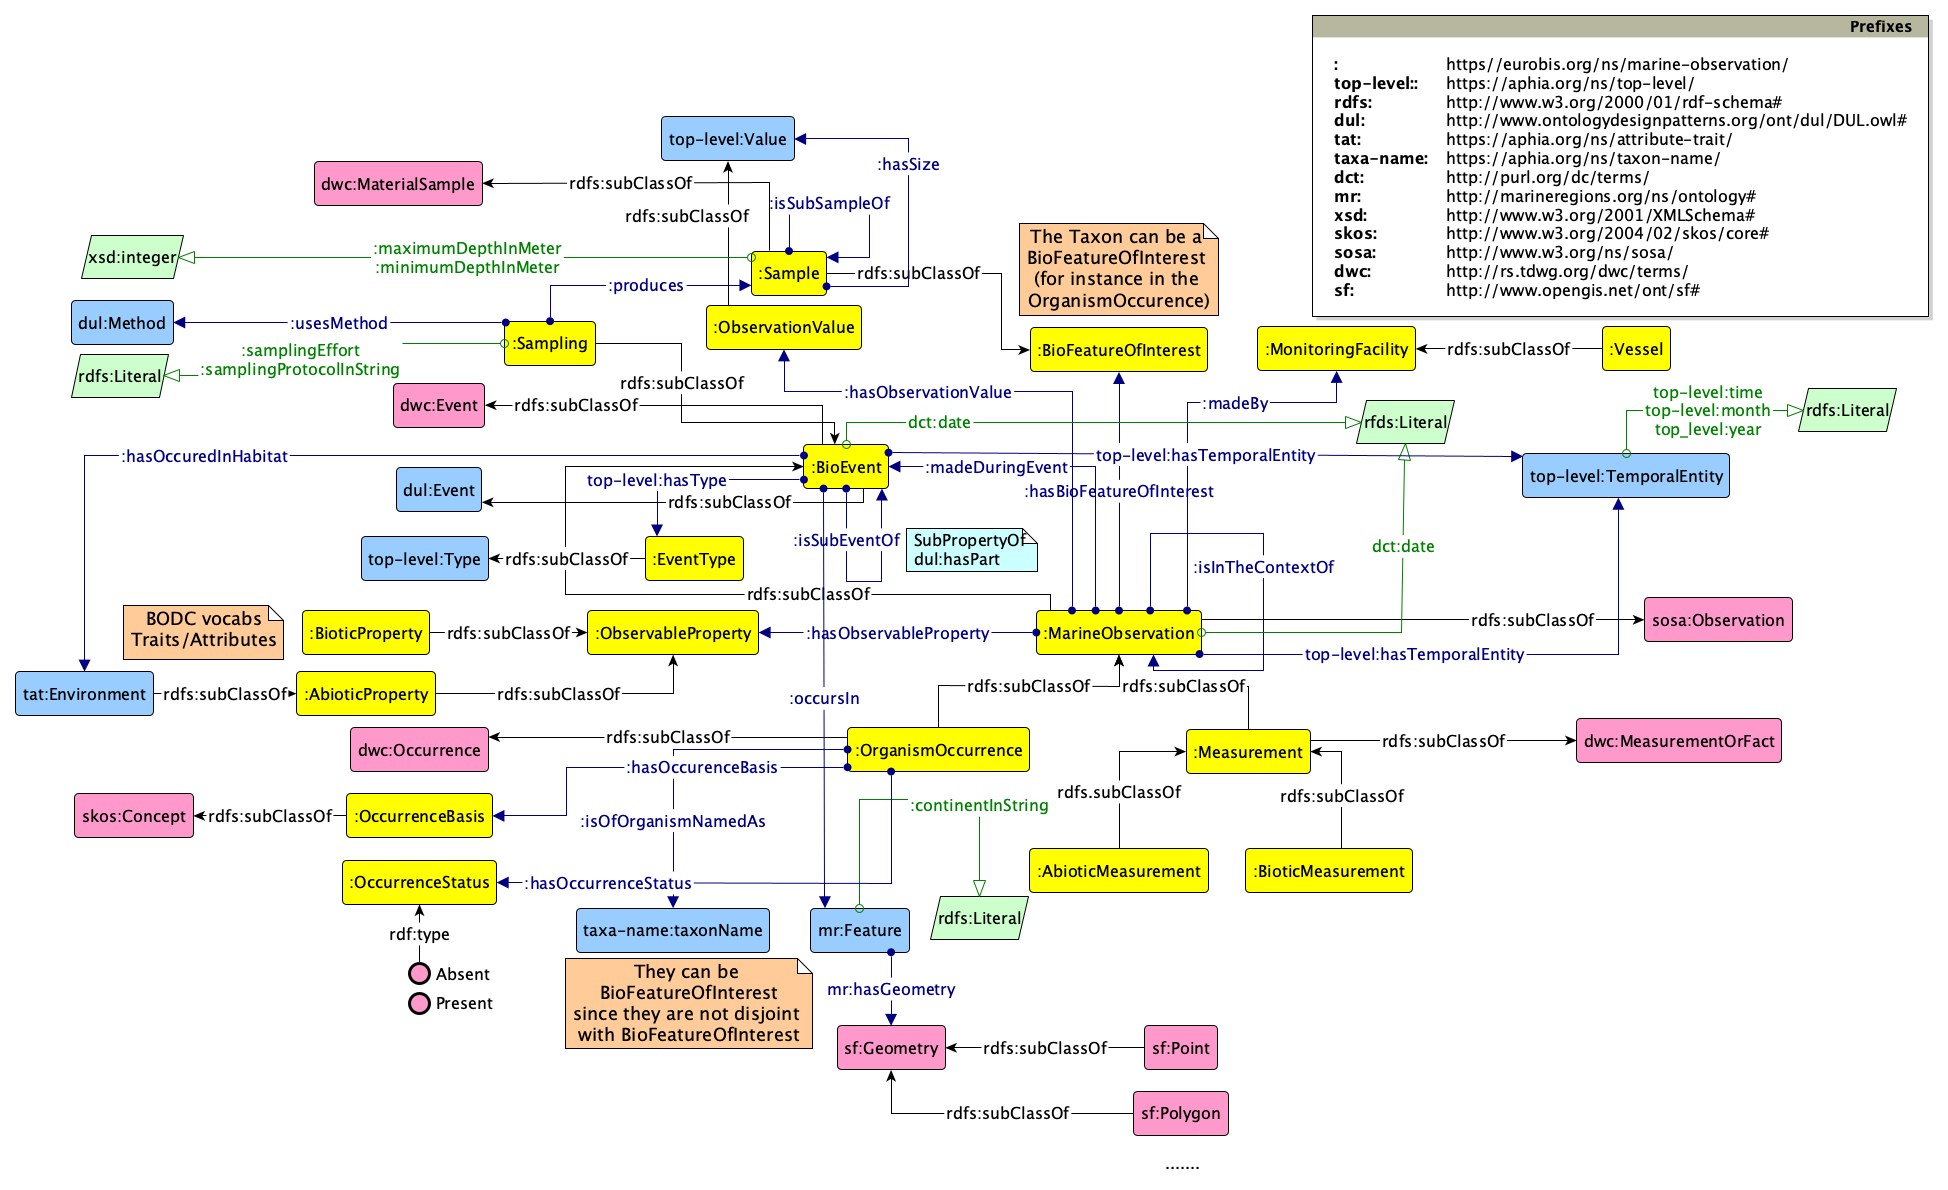 Prefixes
: https//eurobis.org/ns/marine-observation/
top-level:: https://aphia.org/ns/top-level/
rdfs: http://www.w3.org/2000/01/rdf-schema#
dul: http://www.ontologydesignpatterns.org/ont/dul/DUL.owl#
tat: https://aphia.org/ns/attribute-trait/
taxa-name: https://aphia.org/ns/taxon-name/
dct: http://purl.org/dc/terms/
mr: http://marineregions.org/ns/ontology#
xsd: http://www.w3.org/2001/XMLSchema#
skos: http://www.w3.org/2004/02/skos/core#
sosa: http://www.w3.org/ns/sosa/
dwc: http://rs.tdwg.org/dwc/terms/
sf: http://www.opengis.net/ont/sf#
top-level:Value
:hasSize
dwc:MaterialSample
rdfs:subClassOf
:isSubSampleOf
rdfs:subClassOf
xsd:integer
:maximumDepthInMeter
:minimumDepthInMeter
:Sample
rdfs:subClassOf
The Taxon can be a
BioFeatureOfInterest
(for instance in the
OrganismOccurence)
:produces
dul:Method
:usesMethod
:Sampling
:ObservationValue
:BioFeatureOfInterest
:MonitoringFacility
rdfs:subClassOf
:Vessel
:samplingEffort
:samplingProtocolInString
rdfs:Literal
rdfs:subClassOf
:hasObservationValue
:madeBy
top-level:time
top-level:month
top_level:year
rdfs:Literal
dwc:Event
rdfs:subClassOf
dct:date
rfds:Literal
:hasOccuredInHabitat
:BioEvent
:madeDuringEvent
top-level:hasTemporalEntity
top-level:TemporalEntity
dul:Event
top-level:hasType
rdfs:subClassOf
:hasBioFeatureOfInterest
:isSubEventOf
SubPropertyOf
dul:hasPart
dct:date
top-level:Type
rdfs:subClassOf
:EventType
:isInTheContextOf
rdfs:subClassOf
BODC vocabs
Traits/Attributes
:BioticProperty
rdfs:subClassOf
:ObservableProperty
:hasObservableProperty
:MarineObservation
rdfs:subClassOf
sosa:Observation
top-level:hasTemporalEntity
tat:Environment
rdfs:subClassOf
:AbioticProperty
rdfs:subClassOf
:occursIn
rdfs:subClassOf
rdfs:subClassOf
dwc:Occurrence
rdfs:subClassOf
:OrganismOccurrence
:Measurement
rdfs:subClassOf
dwc:MeasurementOrFact
:hasOccurenceBasis
rdfs.subClassOf
rdfs:subClassOf
skos:Concept
rdfs:subClassOf
:OccurrenceBasis
:isOfOrganismNamedAs
:continentInString
:AbioticMeasurement
:BioticMeasurement
:OccurrenceStatus
:hasOccurrenceStatus
rdf:type
taxa-name:taxonName
mr:Feature
rdfs:Literal
Absent
Present
They can be
BioFeatureOfInterest
since they are not disjoint
with BioFeatureOfInterest
mr:hasGeometry
sf:Geometry
rdfs:subClassOf
sf:Point
rdfs:subClassOf
sf:Polygon
.......